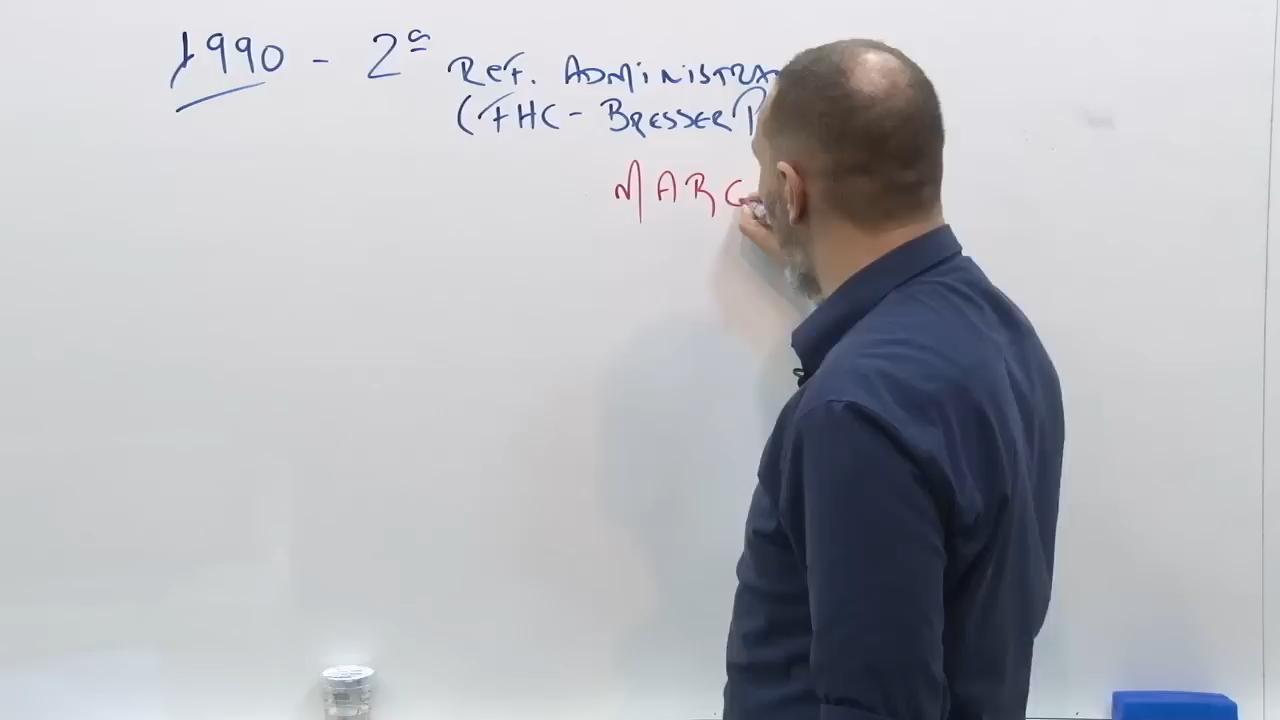 1990 - 2ª REF. ADMINISTRA
(FHC - BRESSER P
MARC